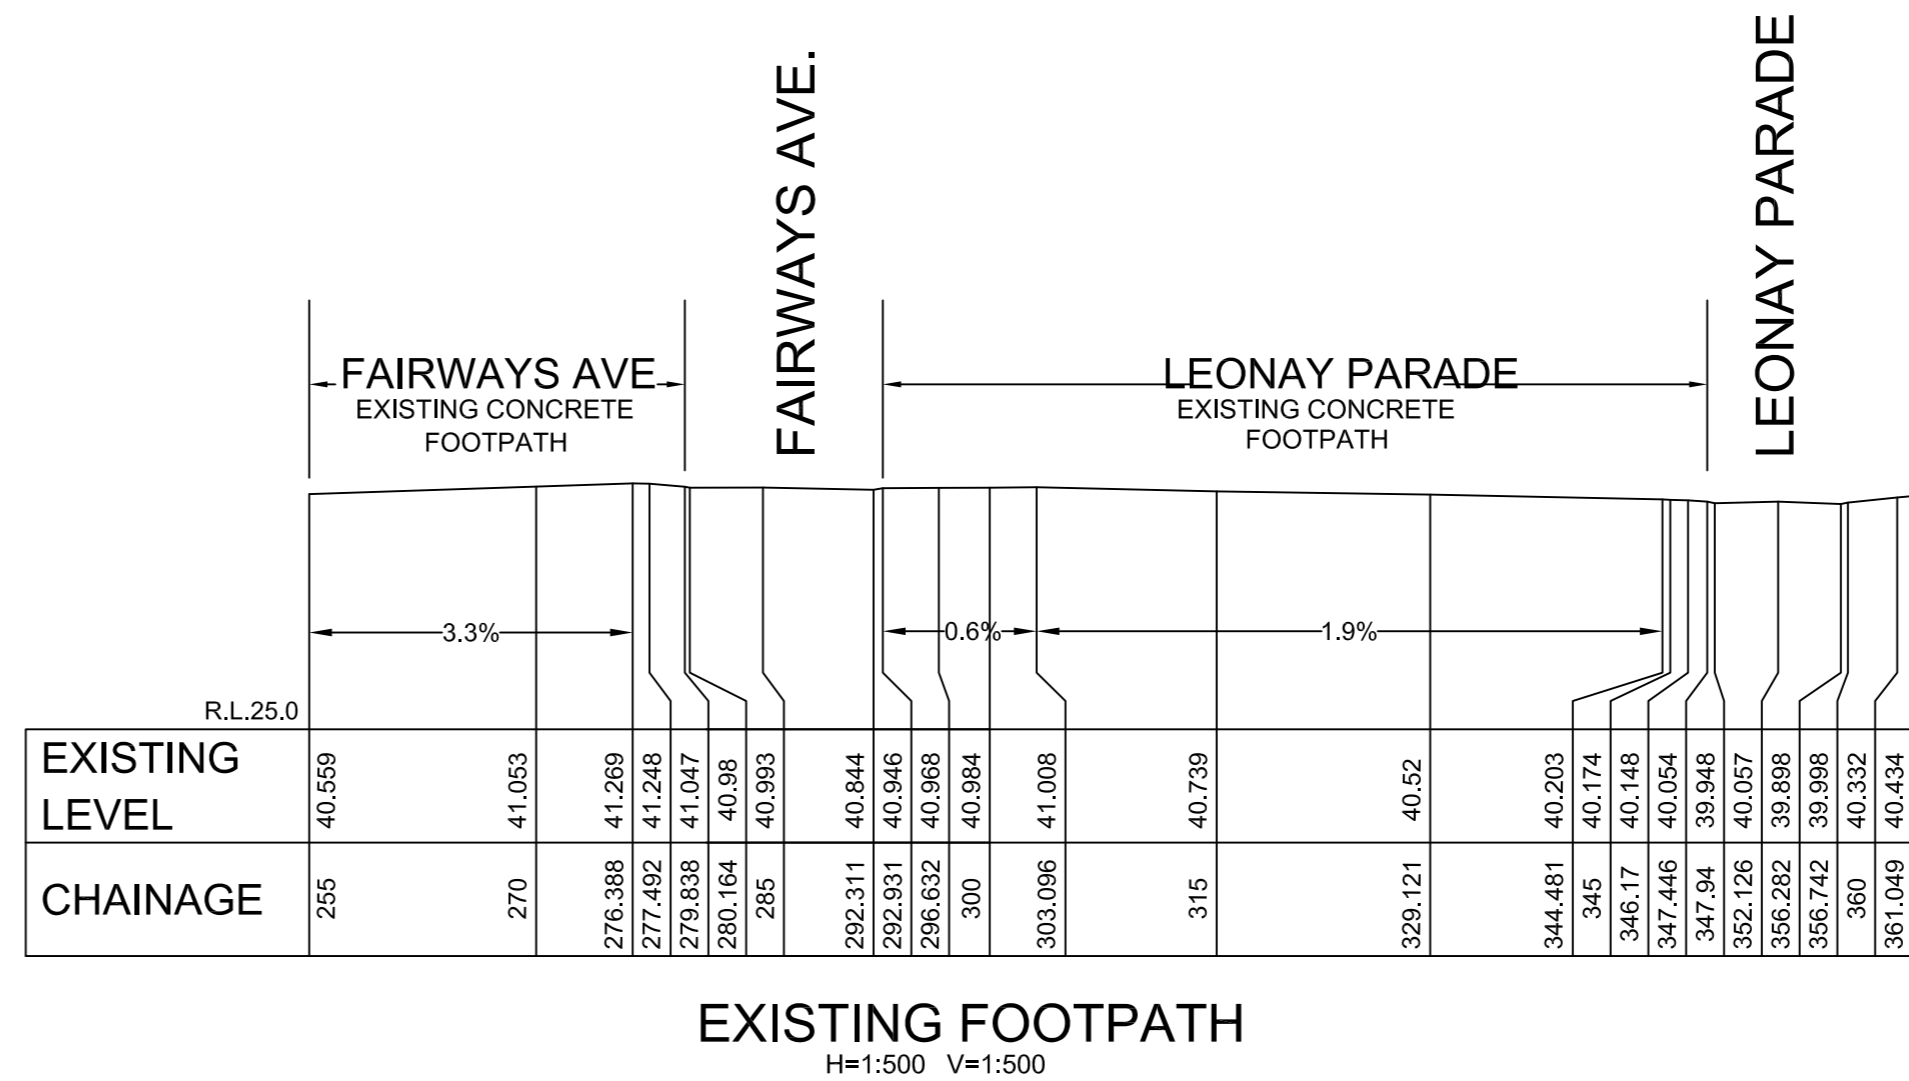 FAIRWAYS AVE.
LEONAY PARADE
FAIRWAYS AVE
EXISTING CONCRETE
FOOTPATH
LEONAY PARADE
EXISTING CONCRETE
FOOTPATH
3.3% 0.6% 1.9%
R.L.25.0
EXISTING
LEVEL
40.559 41.053 41.269 41.248 41.047 40.98 40.993 40.844 40.946 40.968 40.984 41.008 40.739 40.52 40.203 40.174 40.148 40.054 39.948 40.057 39.898 39.998 40.332 40.434
CHAINAGE
255 270 276.388 277.492 279.838 280.164 285 292.311 292.931 296.632 300 303.096 315 329.121 344.481 345 346.17 347.446 347.94 352.126 356.282 356.742 360 361.049
EXISTING FOOTPATH
H=1:500 V=1:500